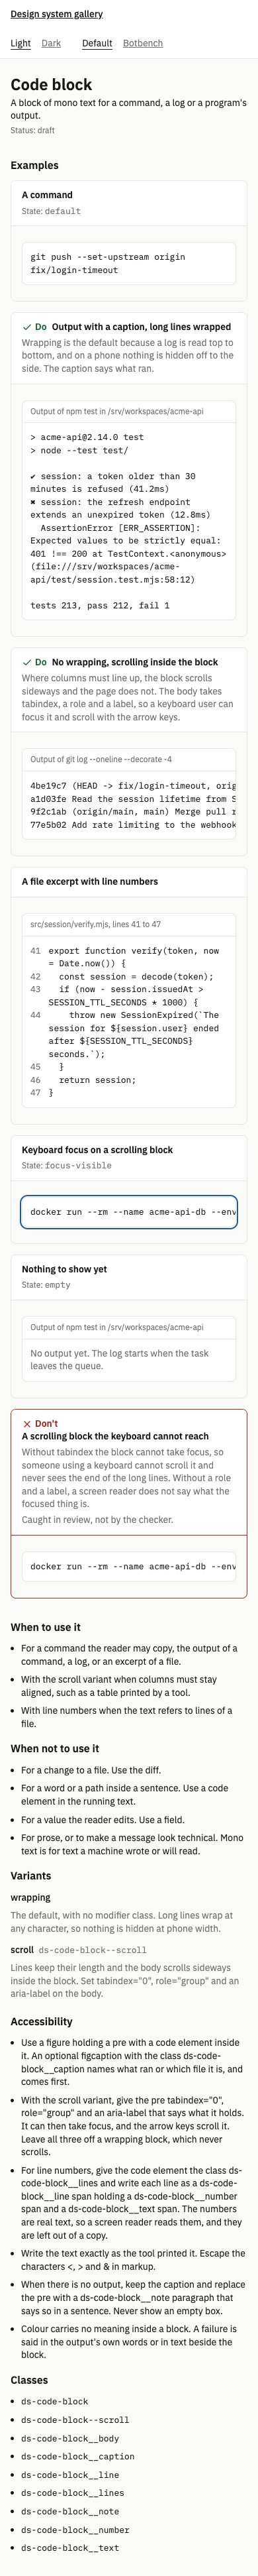 Design system gallery
Light Dark Default Botbench
Code block
A block of mono text for a command, a log or a program's
output.
Status: draft
Examples
A command
State: default
git push --set-upstream origin
fix/login-timeout
✓ Do Output with a caption, long lines wrapped
Wrapping is the default because a log is read top to
bottom, and on a phone nothing is hidden off to the
side. The caption says what ran.
Output of npm test in /srv/workspaces/acme-api
> acme-api@2.14.0 test
> node --test test/
✔ session: a token older than 30
minutes is refused (41.2ms)
✖ session: the refresh endpoint
extends an unexpired token (12.8ms)
AssertionError [ERR_ASSERTION]:
Expected values to be strictly equal:
401 !== 200 at TestContext.<anonymous>
(file:///srv/workspaces/acme-
api/test/session.test.mjs:58:12)
tests 213, pass 212, fail 1
✓ Do No wrapping, scrolling inside the block
Where columns must line up, the block scrolls
sideways and the page does not. The body takes
tabindex, a role and a label, so a keyboard user can
focus it and scroll with the arrow keys.
Output of git log --oneline --decorate -4
4be19c7 (HEAD -> fix/login-timeout, orig
a1d03fe Read the session lifetime from S
9f2c1ab (origin/main, main) Merge pull r
77e5b02 Add rate limiting to the webhook
A file excerpt with line numbers
src/session/verify.mjs, lines 41 to 47
41 export function verify(token, now
= Date.now()) {
42 const session = decode(token);
43 if (now - session.issuedAt >
SESSION_TTL_SECONDS * 1000) {
44 throw new SessionExpired(`The
session for ${session.user} ended
after ${SESSION_TTL_SECONDS}
seconds.`);
45 }
46 return session;
47 }
Keyboard focus on a scrolling block
State: focus-visible
docker run --rm --name acme-api-db --env
Nothing to show yet
State: empty
Output of npm test in /srv/workspaces/acme-api
No output yet. The log starts when the task
leaves the queue.
✕ Don't
A scrolling block the keyboard cannot reach
Without tabindex the block cannot take focus, so
someone using a keyboard cannot scroll it and
never sees the end of the long lines. Without a role
and a label, a screen reader does not say what the
focused thing is.
Caught in review, not by the checker.
docker run --rm --name acme-api-db --env
When to use it
• For a command the reader may copy, the output of a
command, a log, or an excerpt of a file.
• With the scroll variant when columns must stay
aligned, such as a table printed by a tool.
• With line numbers when the text refers to lines of a
file.
When not to use it
• For a change to a file. Use the diff.
• For a word or a path inside a sentence. Use a code
element in the running text.
• For a value the reader edits. Use a field.
• For prose, or to make a message look technical. Mono
text is for text a machine wrote or will read.
Variants
wrapping
The default, with no modifier class. Long lines wrap at
any character, so nothing is hidden at phone width.
scroll ds-code-block--scroll
Lines keep their length and the body scrolls sideways
inside the block. Set tabindex="0", role="group" and an
aria-label on the body.
Accessibility
• Use a figure holding a pre with a code element inside
it. An optional figcaption with the class ds-code-
block__caption names what ran or which file it is, and
comes first.
• With the scroll variant, give the pre tabindex="0",
role="group" and an aria-label that says what it holds.
It can then take focus, and the arrow keys scroll it.
Leave all three off a wrapping block, which never
scrolls.
• For line numbers, give the code element the class ds-
code-block__lines and write each line as a ds-code-
block__line span holding a ds-code-block__number
span and a ds-code-block__text span. The numbers
are real text, so a screen reader reads them, and they
are left out of a copy.
• Write the text exactly as the tool printed it. Escape the
characters <, > and & in markup.
• When there is no output, keep the caption and replace
the pre with a ds-code-block__note paragraph that
says so in a sentence. Never show an empty box.
• Colour carries no meaning inside a block. A failure is
said in the output's own words or in text beside the
block.
Classes
• ds-code-block
• ds-code-block--scroll
• ds-code-block__body
• ds-code-block__caption
• ds-code-block__line
• ds-code-block__lines
• ds-code-block__note
• ds-code-block__number
• ds-code-block__text